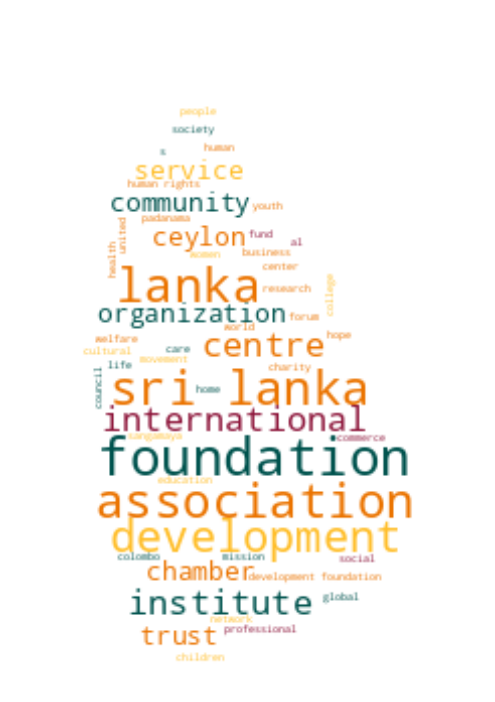 people
society
s human
service
human rights
community youth
padanama
united
ceylon fund
al
women business
health
center
lanka research
college
organization forum
world
welfare centre hope
cultural care
movement
life charity
council
sri lanka
home
international
sangamaya commerce
foundation
education
association
development
colombo mission social
chamber development foundation
institute global
network
trust professional
children